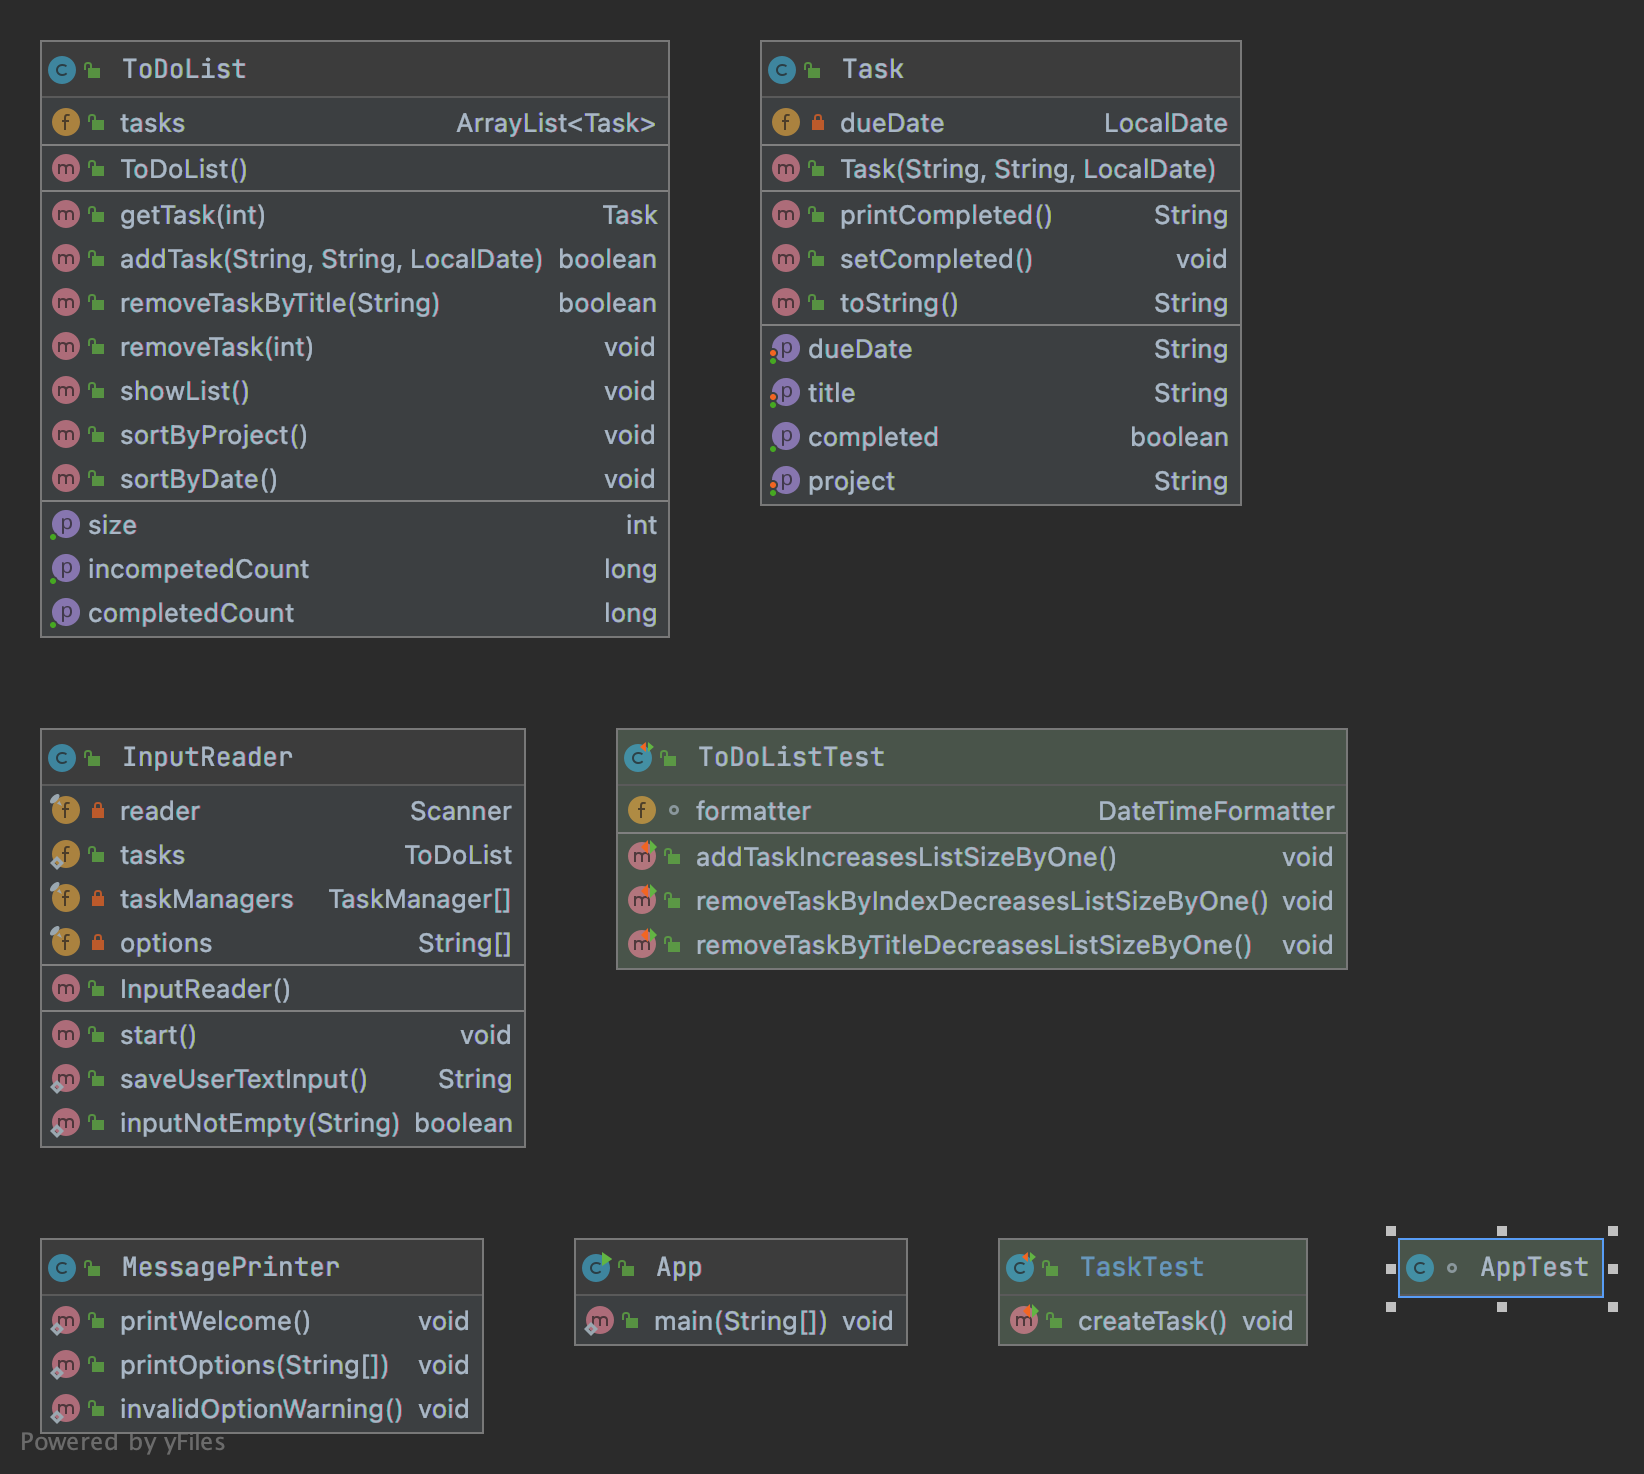 ToDoList
tasks ArrayList<Task>
ToDoList()
getTask(int) Task
addTask(String, String, LocalDate) boolean
removeTaskByTitle(String) boolean
removeTask(int) void
showList() void
sortByProject() void
sortByDate() void
size int
incompetedCount long
completedCount long
Task
dueDate LocalDate
Task(String, String, LocalDate)
printCompleted() String
setCompleted() void
toString() String
dueDate String
title String
completed boolean
project String
InputReader
reader Scanner
tasks ToDoList
taskManagers TaskManager[]
options String[]
InputReader()
start() void
saveUserTextInput() String
inputNotEmpty(String) boolean
ToDoListTest
formatter DateTimeFormatter
addTaskIncreasesListSizeByOne() void
removeTaskByIndexDecreasesListSizeByOne() void
removeTaskByTitleDecreasesListSizeByOne() void
MessagePrinter
printWelcome() void
printOptions(String[]) void
invalidOptionWarning() void
App
main(String[]) void
TaskTest
createTask() void
AppTest
Powered by yFiles